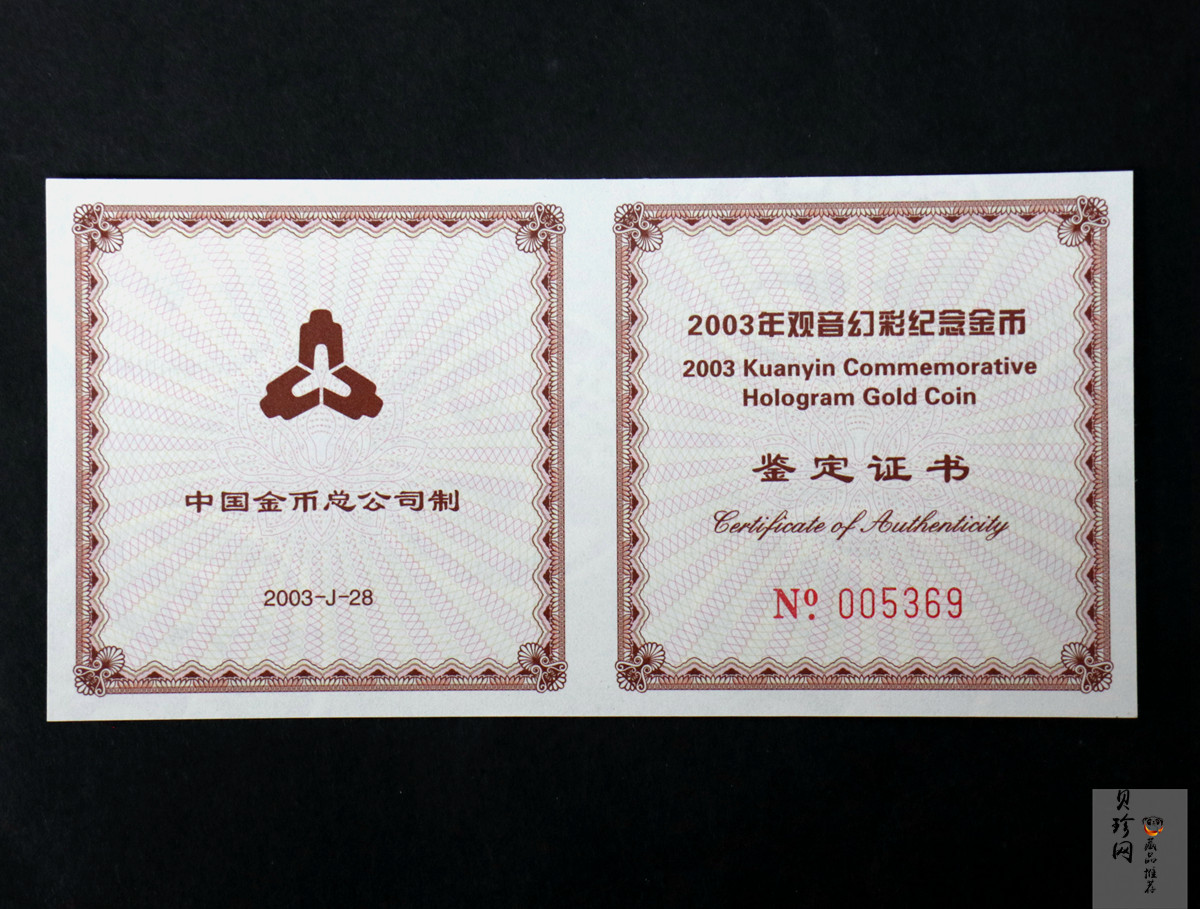 中国金币总公司制
2003-J-28
2003年观音幻彩纪念金币
2003 Kuanyin Commemorative
Hologram Gold Coin
鉴定证书
Certificate of Authenticity
Nº 005369
贝珍网
藏品推荐